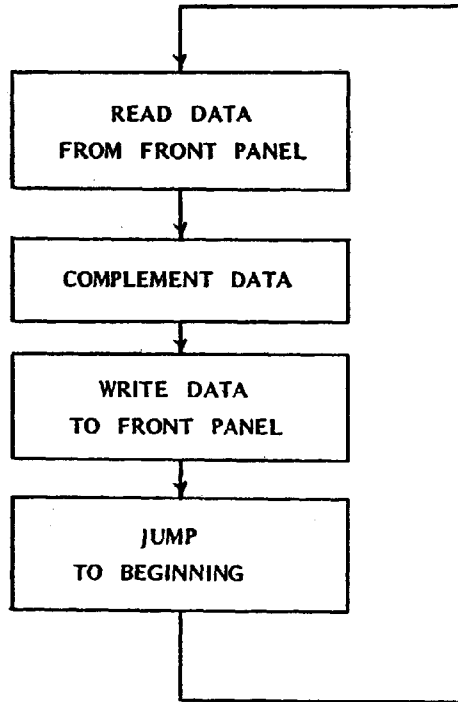 READ DATA
FROM FRONT PANEL
COMPLEMENT DATA
WRITE DATA
TO FRONT PANEL
JUMP
TO BEGINNING